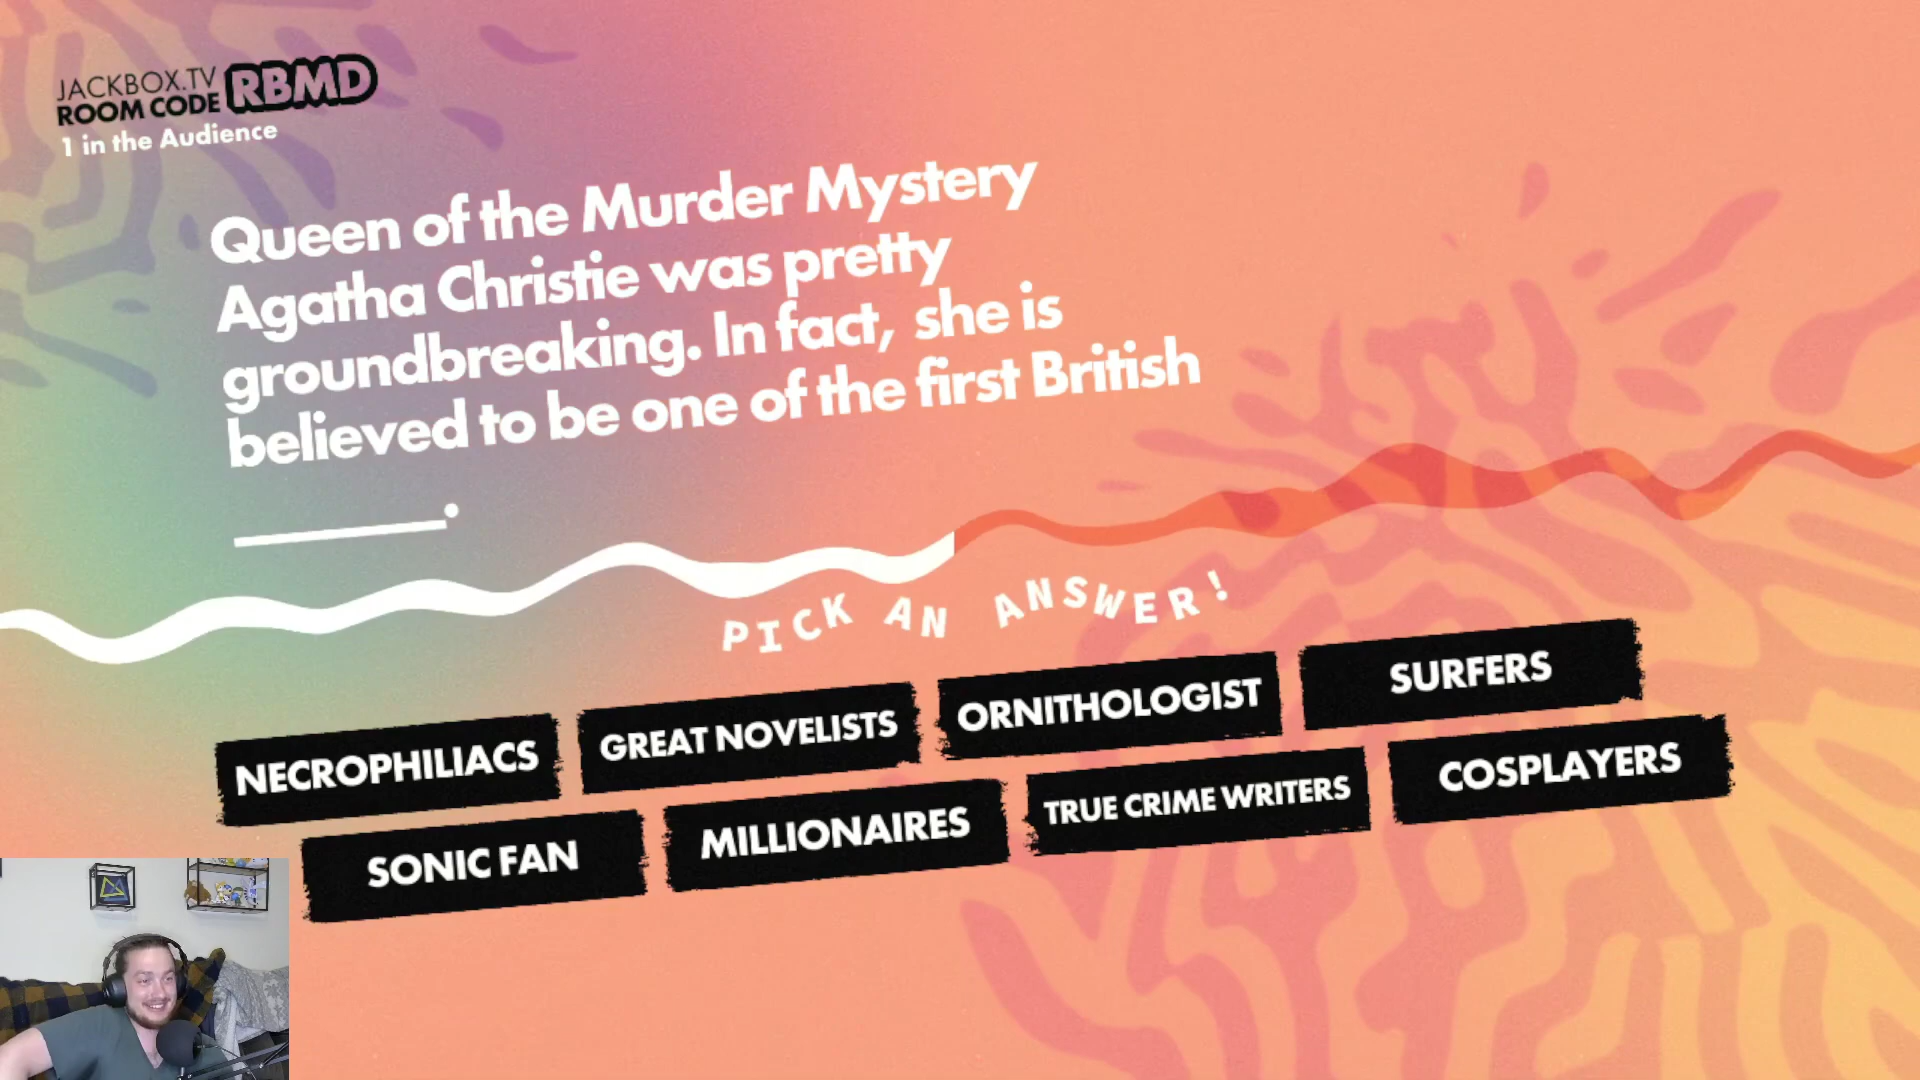 JACKBOX.TV
ROOM CODE RBMD
1 in the Audience
Queen of the Murder Mystery
Agatha Christie was pretty
groundbreaking. In fact, she is
believed to be one of the first British
________.
PICK AN ANSWER!
NECROPHILIACS
GREAT NOVELISTS
ORNITHOLOGIST
SURFERS
SONIC FAN
MILLIONAIRES
TRUE CRIME WRITERS
COSPLAYERS